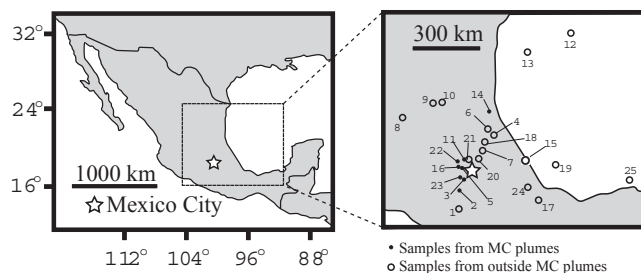 32°
24°
16°
1000 km
Mexico City
112° 104° 96° 88°
300 km
12
13
14
9 10
8
6 4
18
11 21
22 7 15
16 20 19
23 24 25
3 5
1 2 17
Samples from MC plumes
Samples from outside MC plumes